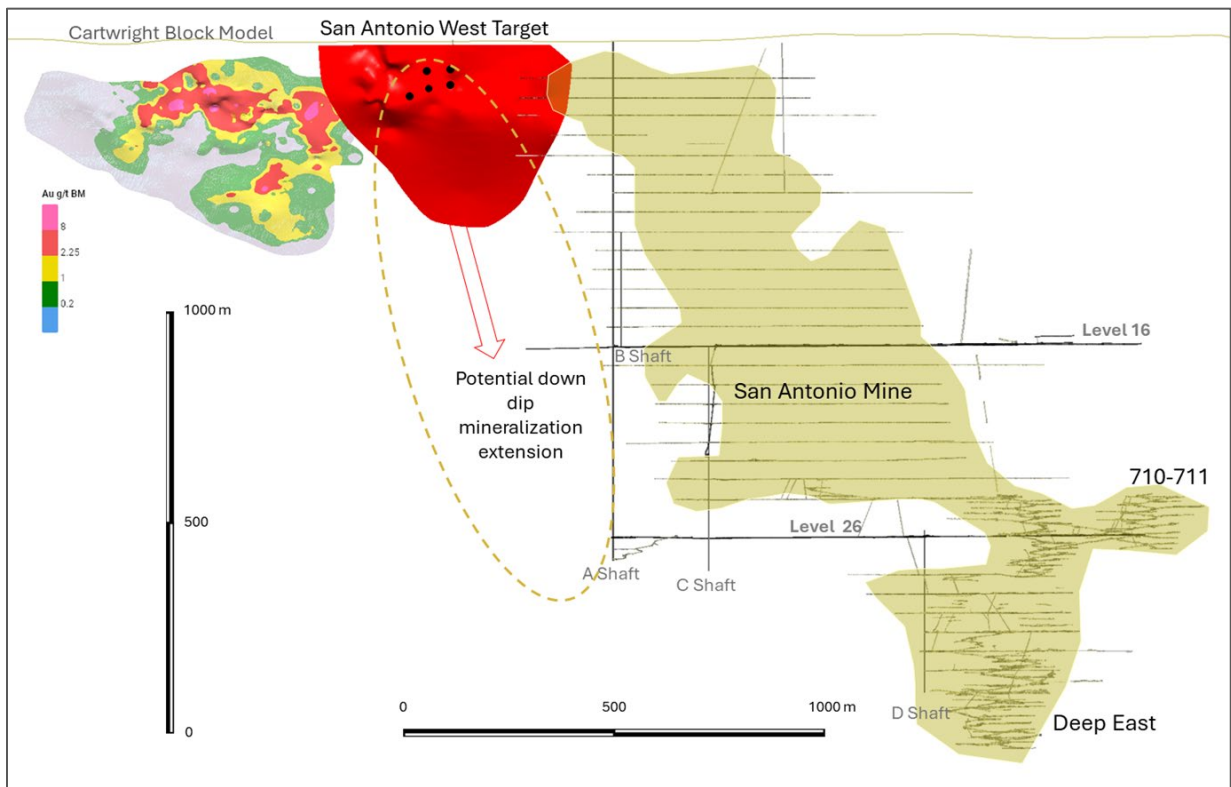 Cartwright Block Model
San Antonio West Target
Au g/t BM
8
2.25
1
0.2
1000 m
500
0
Potential down
dip
mineralization
extension
B Shaft
Level 16
San Antonio Mine
710-711
Level 26
A Shaft
C Shaft
D Shaft
Deep East
0
500
1000 m